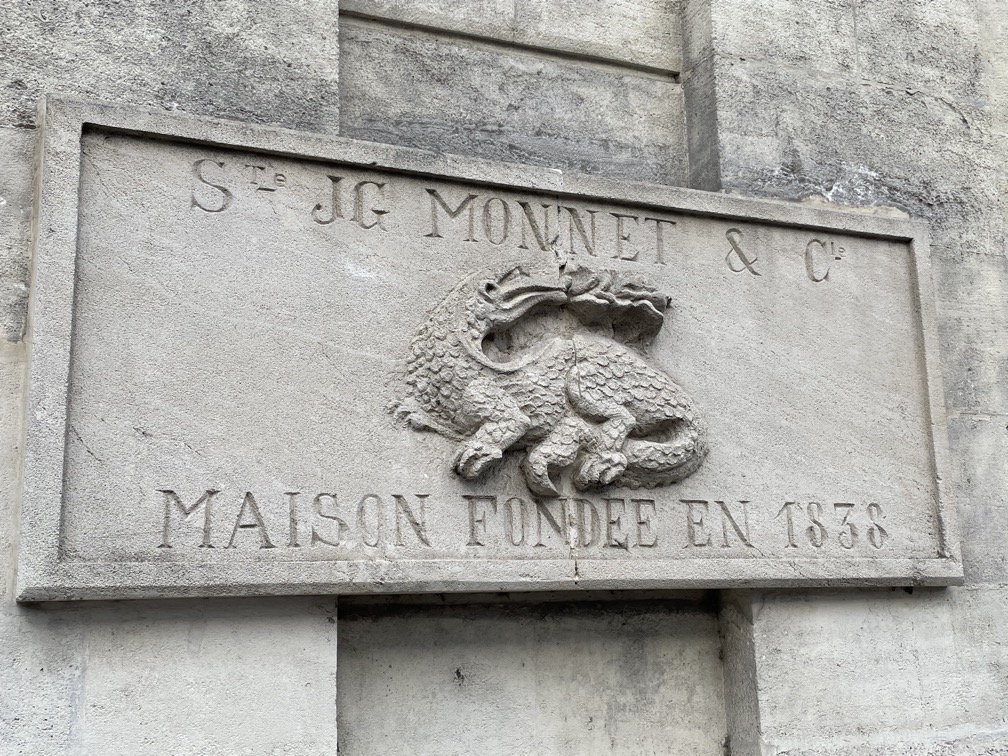 STe JG MONNET & Cie
MAISON FONDEE EN 1838